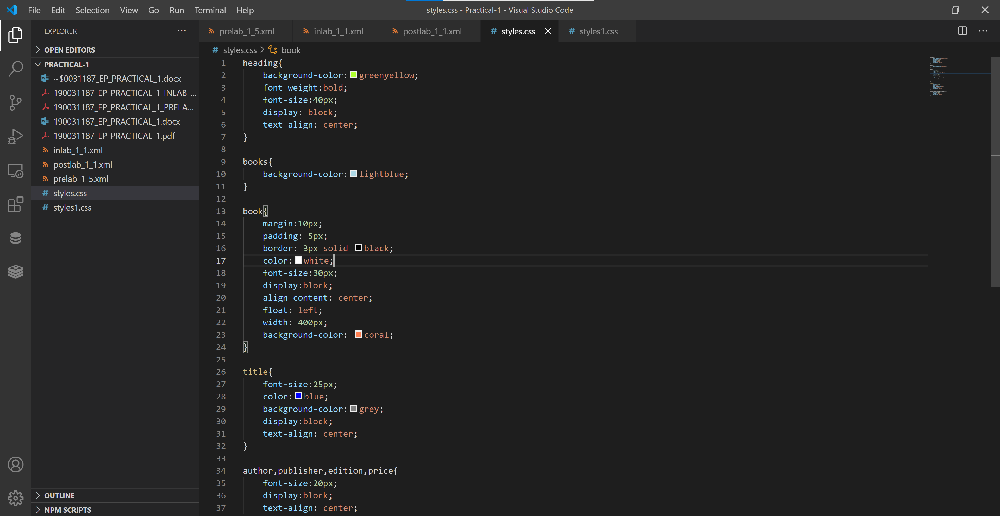 File Edit Selection View Go Run Terminal Help
styles.css - Practical-1 - Visual Studio Code
EXPLORER
OPEN EDITORS
PRACTICAL-1
~$0031187_EP_PRACTICAL_1.docx
190031187_EP_PRACTICAL_1_INLAB_...
190031187_EP_PRACTICAL_1_PRELA...
190031187_EP_PRACTICAL_1.docx
190031187_EP_PRACTICAL_1.pdf
inlab_1_1.xml
postlab_1_1.xml
prelab_1_5.xml
styles.css
styles1.css
OUTLINE
NPM SCRIPTS
prelab_1_5.xml inlab_1_1.xml postlab_1_1.xml # styles.css # styles1.css
# styles.css > book
1 heading{
2 background-color:greenyellow;
3 font-weight:bold;
4 font-size:40px;
5 display: block;
6 text-align: center;
7 }
8
9 books{
10 background-color:lightblue;
11 }
12
13 book{
14 margin:10px;
15 padding: 5px;
16 border: 3px solid black;
17 color:white;
18 font-size:30px;
19 display:block;
20 align-content: center;
21 float: left;
22 width: 400px;
23 background-color: coral;
24 }
25
26 title{
27 font-size:25px;
28 color:blue;
29 background-color:grey;
30 display:block;
31 text-align: center;
32 }
33
34 author,publisher,edition,price{
35 font-size:20px;
36 display:block;
37 text-align: center;